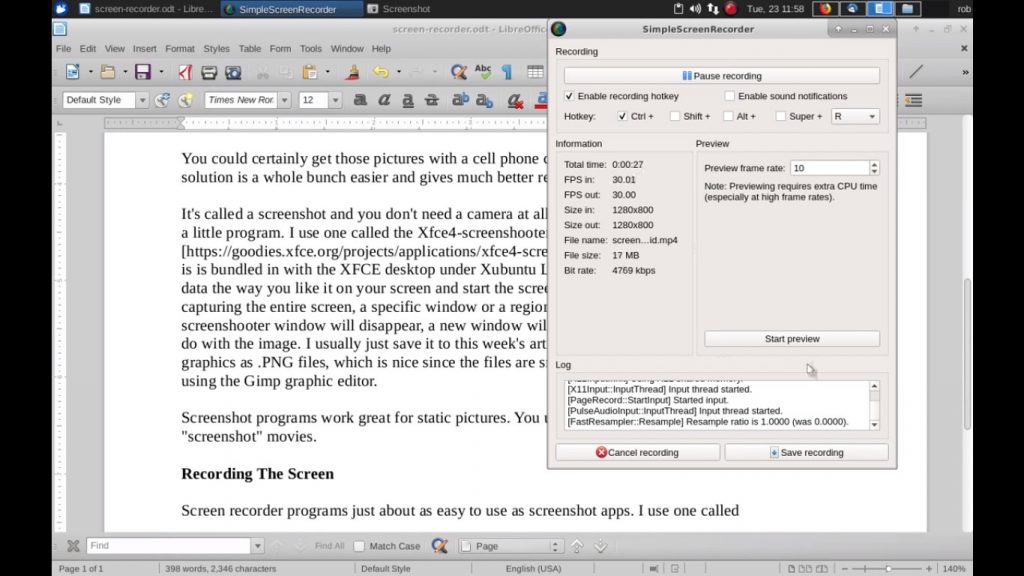 screen-recorder.odt - Libre...
SimpleScreenRecorder
Screenshot
Tue, 23 11:58
rob
screen-recorder.odt - LibreOffic
File Edit View Insert Format Styles Table Form Tools Window Help
Default Style
Times New Ror
12
You could certainly get those pictures with a cell phone
solution is a whole bunch easier and gives much better re
It's called a screenshot and you don't need a camera at all
a little program. I use one called the Xfce4-screenshooter
[https://goodies.xfce.org/projects/applications/xfce4-scre
is is bundled in with the XFCE desktop under Xubuntu L
data the way you like it on your screen and start the scree
capturing the entire screen, a specific window or a region
screenshooter window will disappear, a new window wil
do with the image. I usually just save it to this week's art
graphics as .PNG files, which is nice since the files are s
using the Gimp graphic editor.
Screenshot programs work great for static pictures. You
"screenshot" movies.
Recording The Screen
Screen recorder programs just about as easy to use as screenshot apps. I use one called
SimpleScreenRecorder
Recording
Pause recording
Enable recording hotkey
Enable sound notifications
Hotkey: Ctrl + Shift + Alt + Super + R
Information
Total time: 0:00:27
FPS in: 30.01
FPS out: 30.00
Size in: 1280x800
Size out: 1280x800
File name: screen...id.mp4
File size: 17 MB
Bit rate: 4769 kbps
Preview
Preview frame rate: 10
Note: Previewing requires extra CPU time
(especially at high frame rates).
Start preview
Log
[X11Input::InputThread] Input thread started.
[PageRecord::StartInput] Started input.
[PulseAudioInput::InputThread] Input thread started.
[FastResampler::Resample] Resample ratio is 1.0000 (was 0.0000).
Cancel recording
Save recording
Find
Find All
Match Case
Page
Page 1 of 1
398 words, 2,346 characters
Default Style
English (USA)
140%